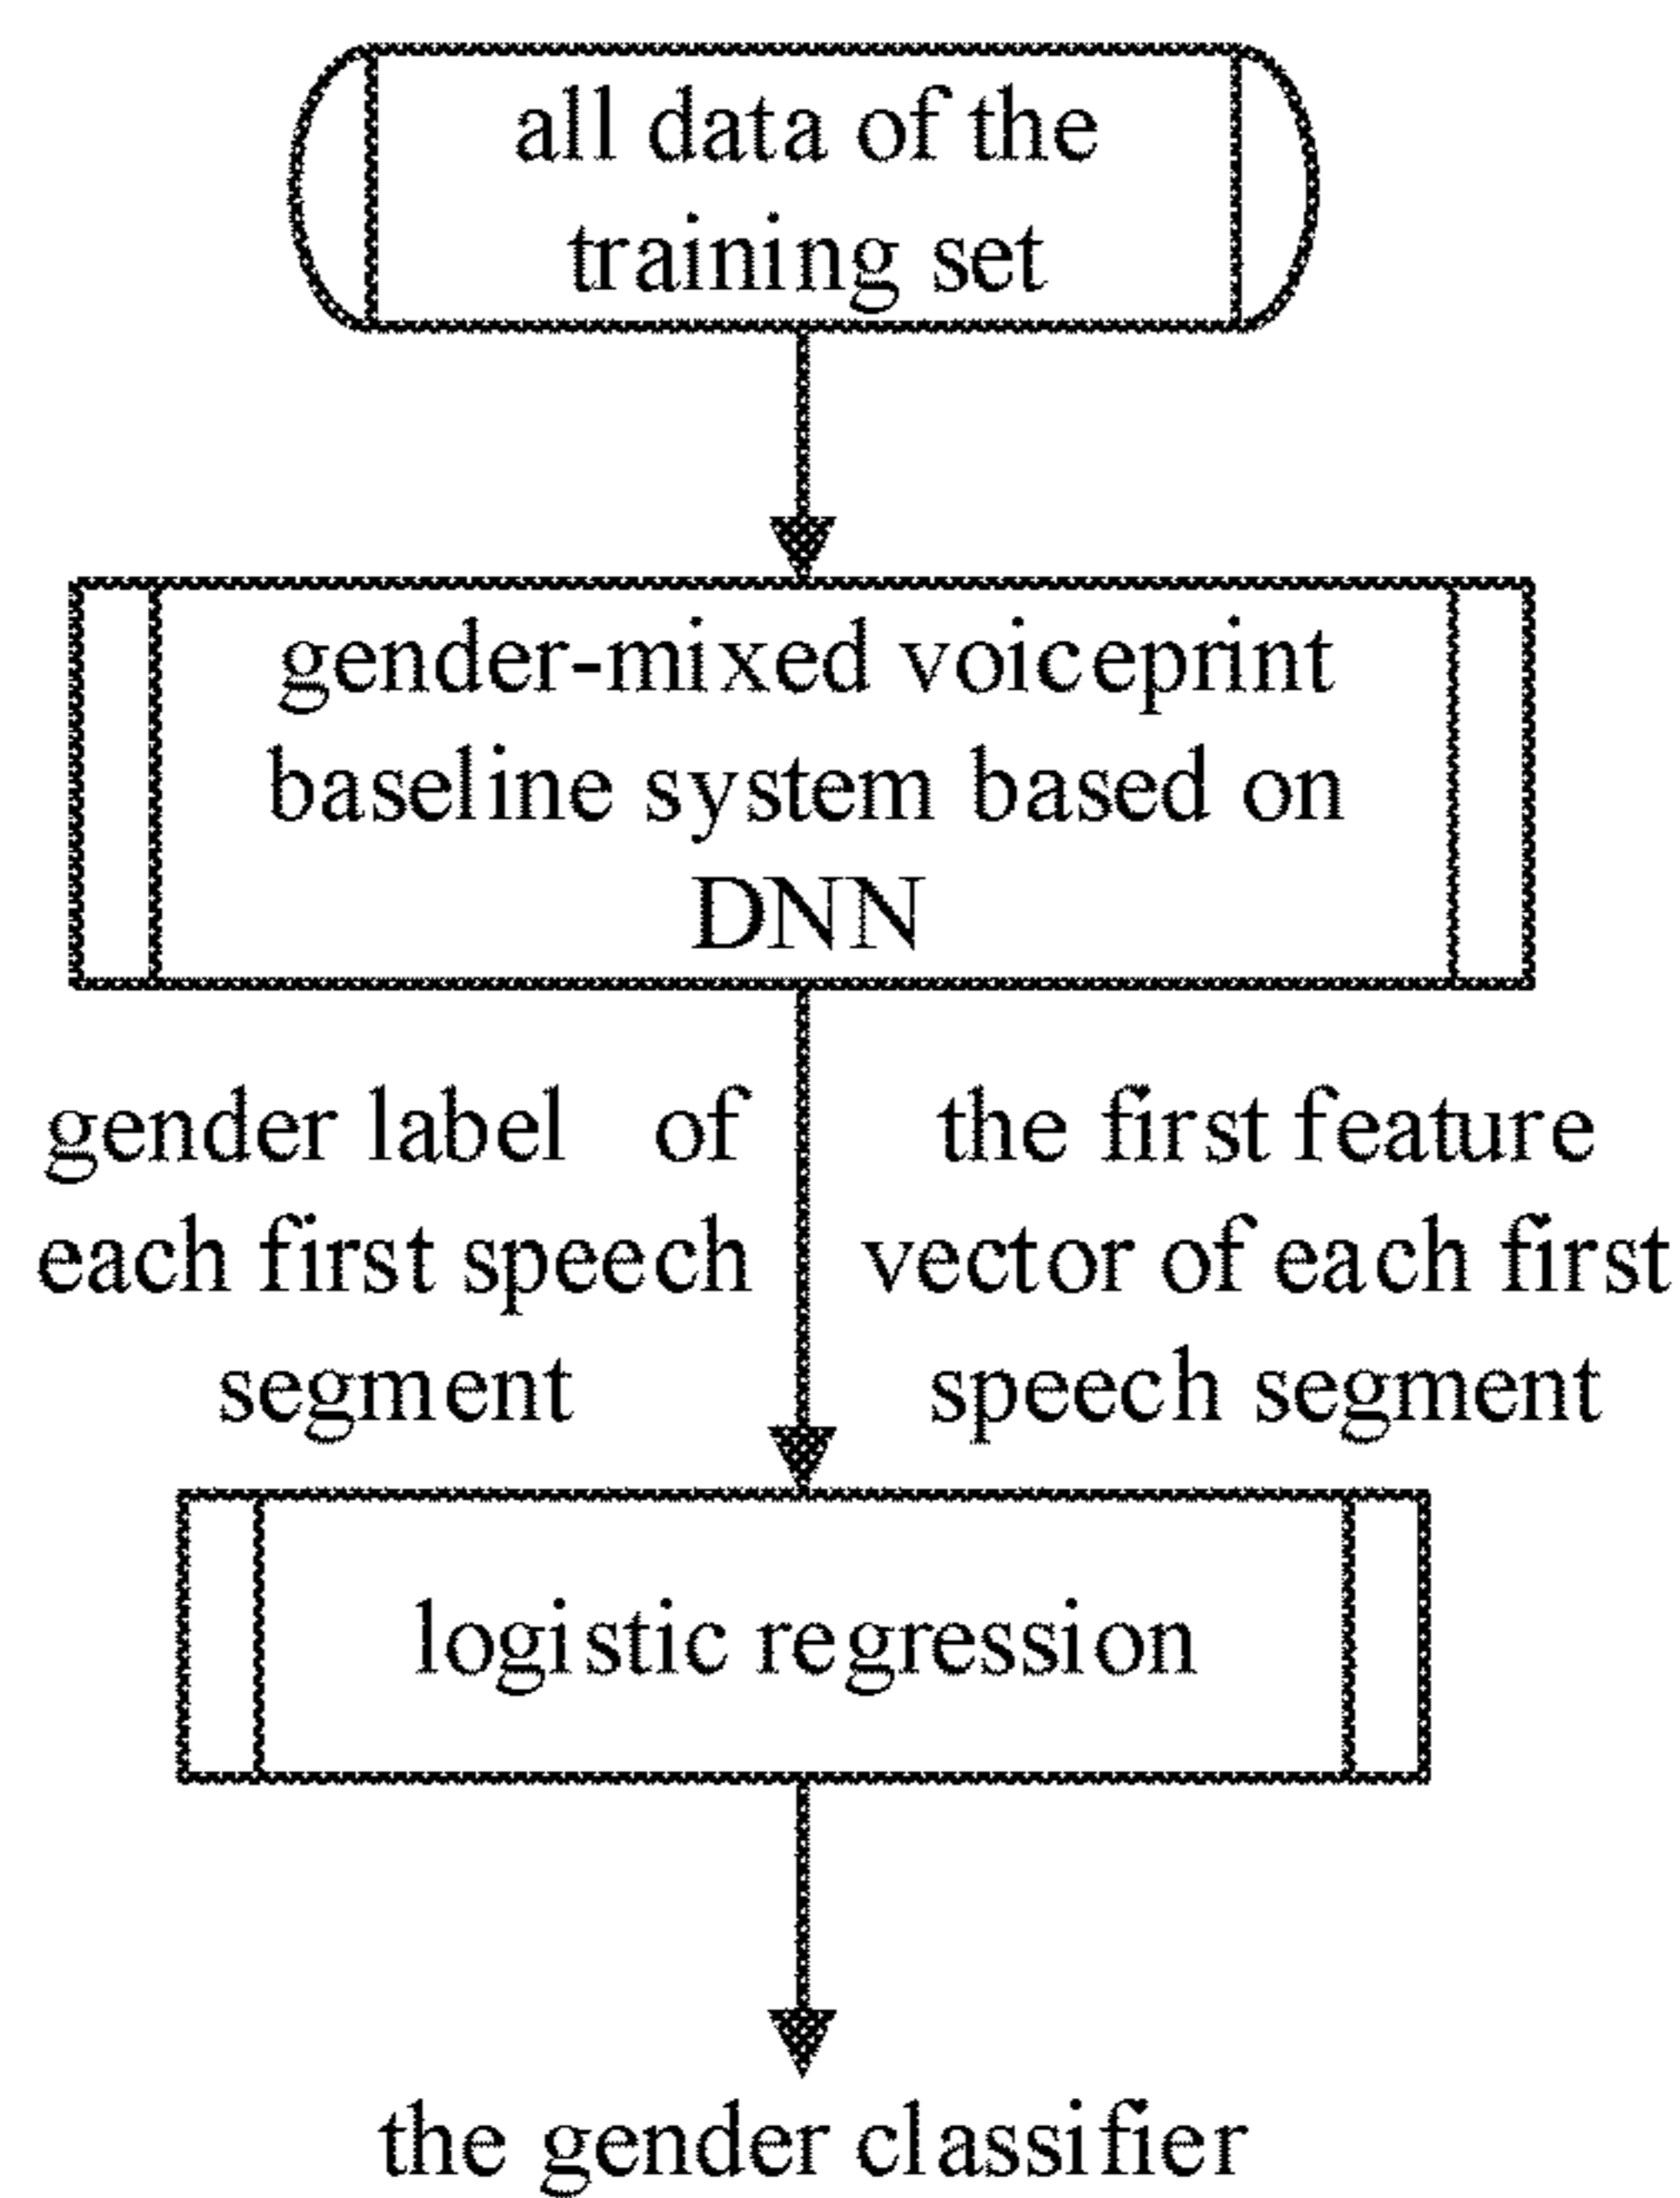 all data of the
training set
gender-mixed voiceprint
baseline system based on
DNN
gender label of
each first speech
segment
the first feature
vector of each first
speech segment
logistic regression
the gender classifier